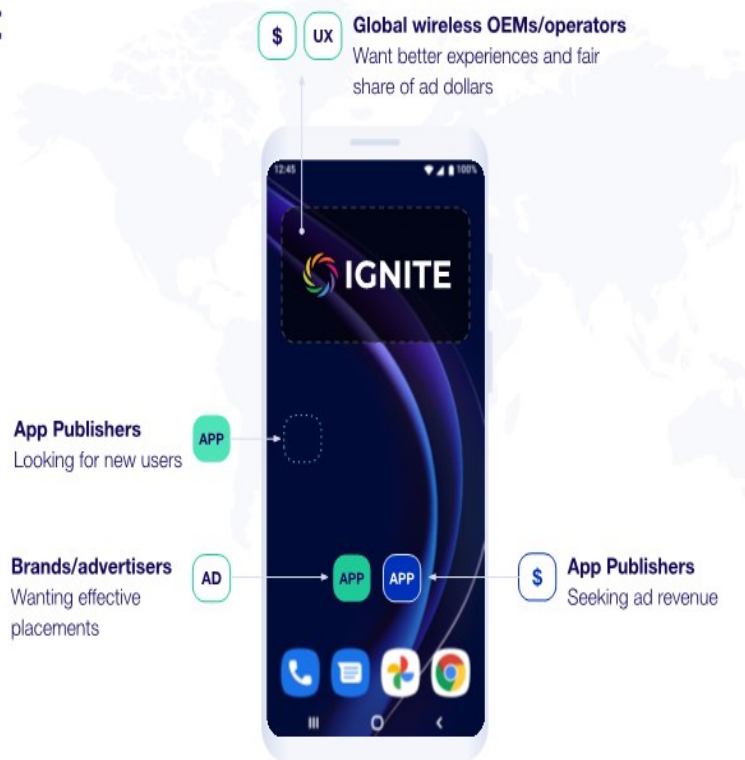 $ UX Global wireless OEMs/operators
Want better experiences and fair
share of ad dollars
12:45 100%
IGNITE
App Publishers
Looking for new users
APP
Brands/advertisers
Wanting effective
placements
AD
APP APP
$ App Publishers
Seeking ad revenue